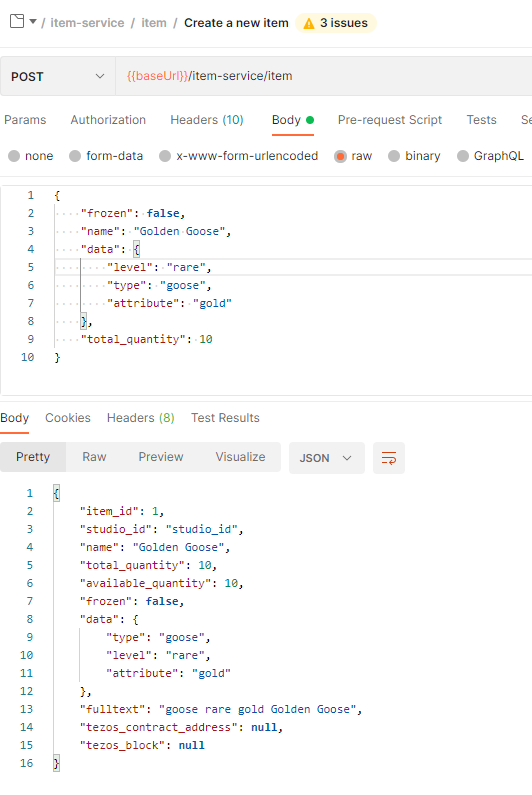 / item-service / item / Create a new item 3 issues
POST {{baseUrl}}/item-service/item
Params Authorization Headers (10) Body Pre-request Script Tests Se
none form-data x-www-form-urlencoded raw binary GraphQL
1 {
2 "frozen": false,
3 "name": "Golden Goose",
4 "data": {
5 "level": "rare",
6 "type": "goose",
7 "attribute": "gold"
8 },
9 "total_quantity": 10
10 }
Body Cookies Headers (8) Test Results
Pretty Raw Preview Visualize JSON
1 {
2 "item_id": 1,
3 "studio_id": "studio_id",
4 "name": "Golden Goose",
5 "total_quantity": 10,
6 "available_quantity": 10,
7 "frozen": false,
8 "data": {
9 "type": "goose",
10 "level": "rare",
11 "attribute": "gold"
12 },
13 "fulltext": "goose rare gold Golden Goose",
14 "tezos_contract_address": null,
15 "tezos_block": null
16 }